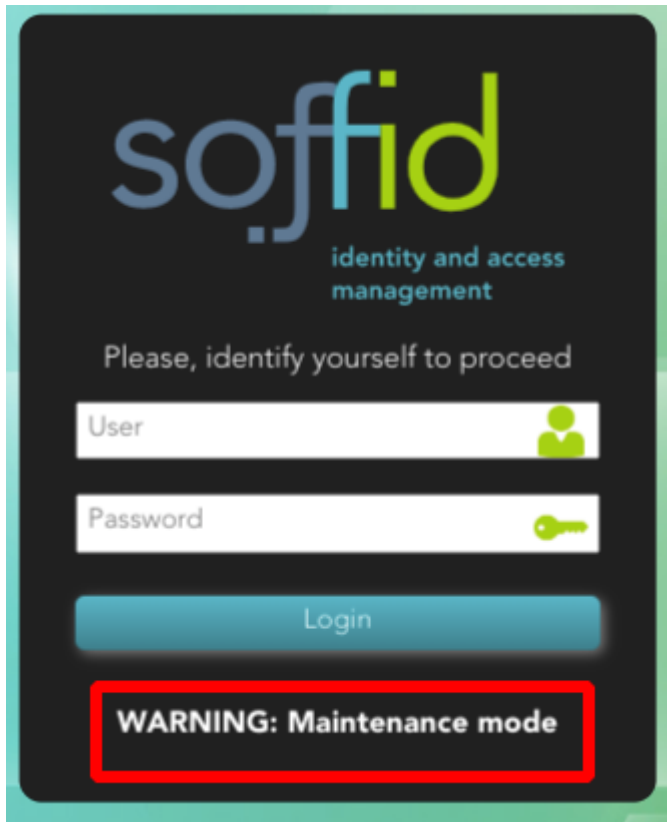 soffid
identity and access
management
Please, identify yourself to proceed
User
Password
Login
WARNING: Maintenance mode